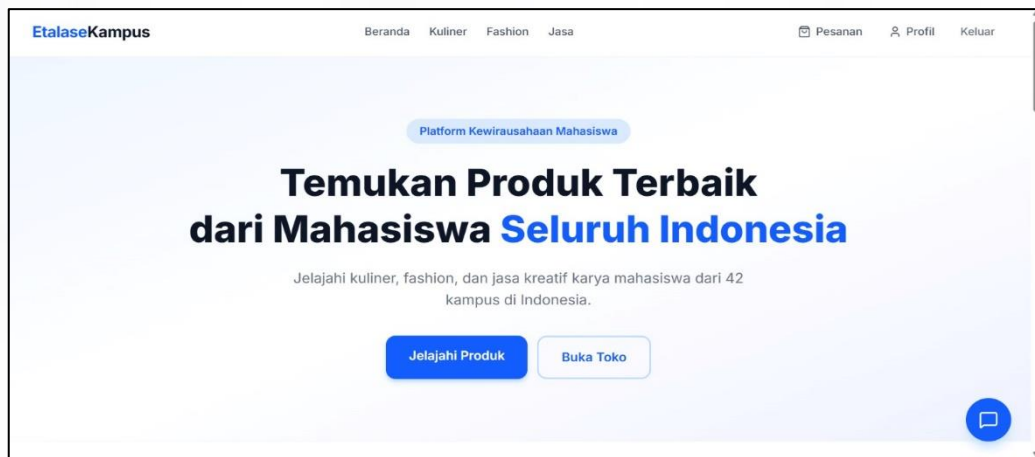 EtalaseKampus
Beranda Kuliner Fashion Jasa
Pesanan Profil Keluar
Platform Kewirausahaan Mahasiswa
Temukan Produk Terbaik
dari Mahasiswa Seluruh Indonesia
Jelajahi kuliner, fashion, dan jasa kreatif karya mahasiswa dari 42
kampus di Indonesia.
Jelajahi Produk
Buka Toko